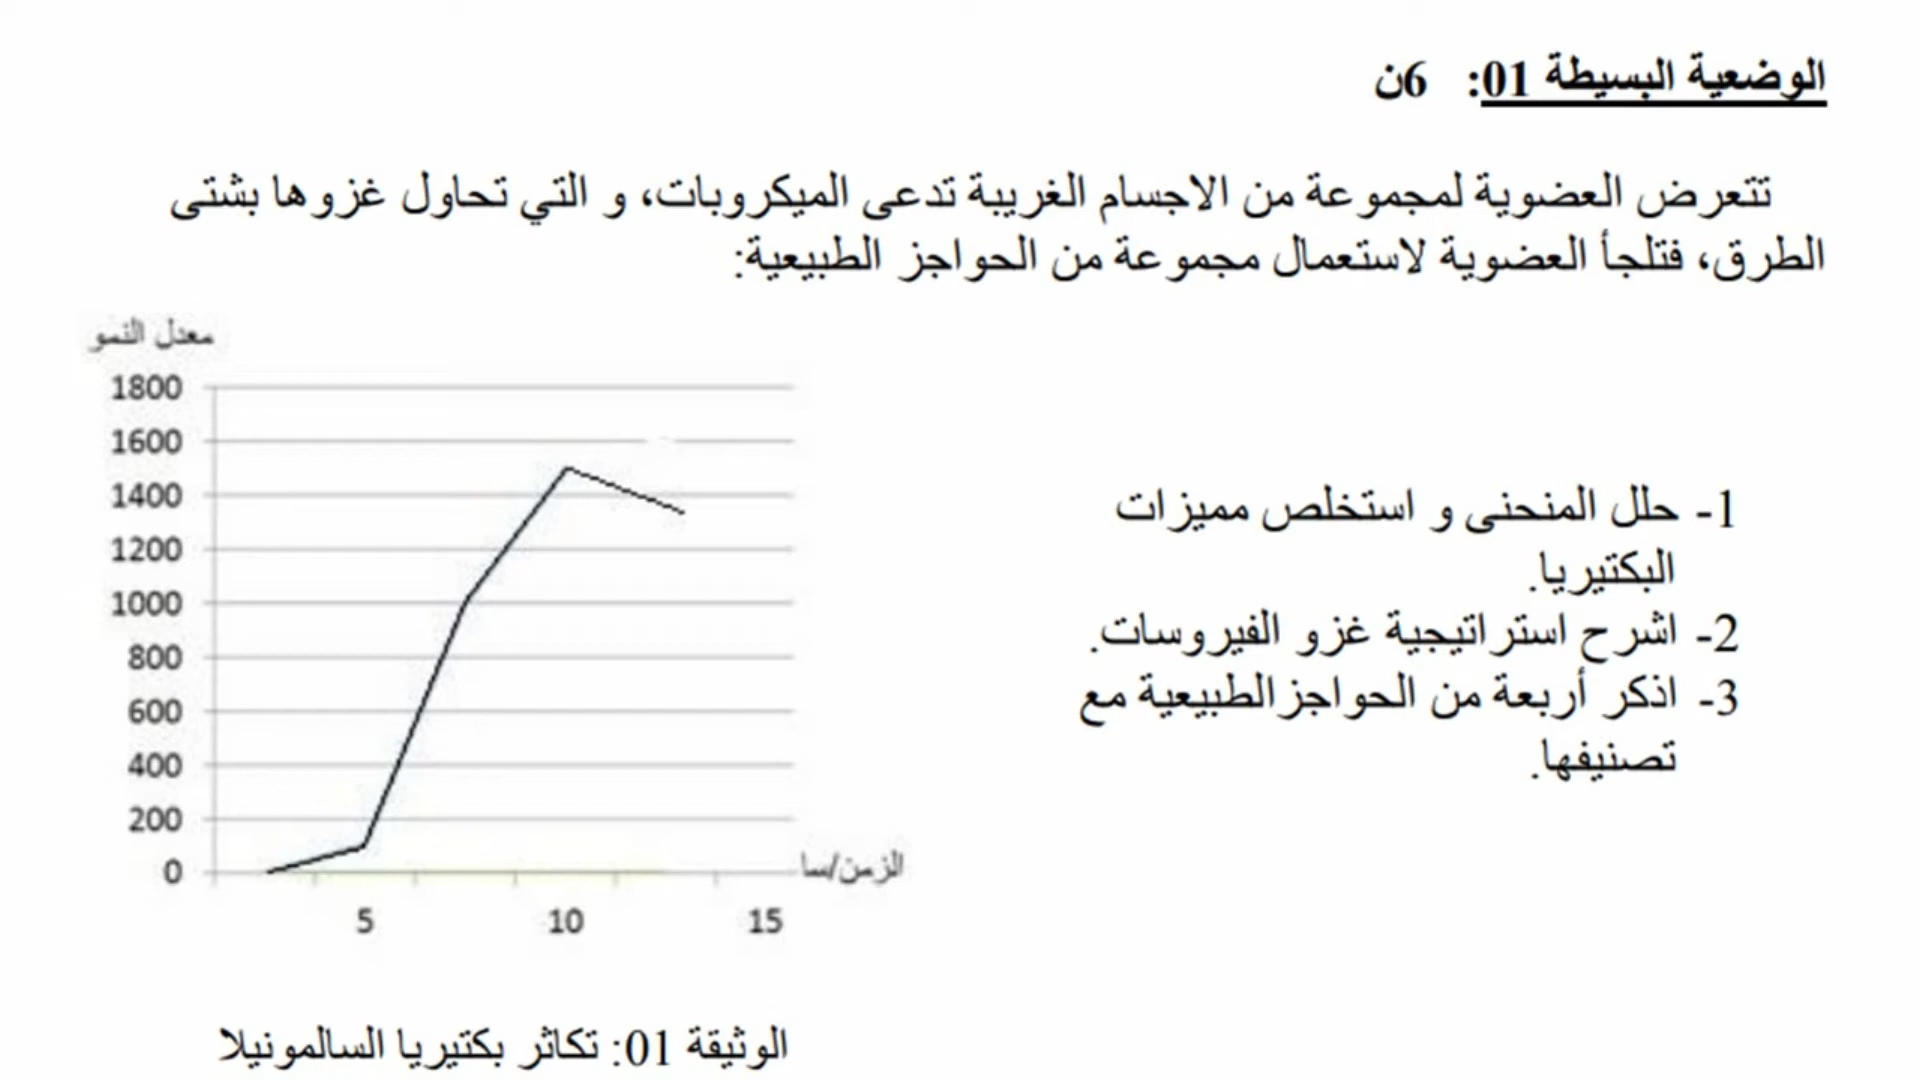 الوضعية البسيطة 01: 6ن
تتعرض العضوية لمجموعة من الاجسام الغريبة تدعى الميكروبات، و التي تحاول غزوها بشتى
الطرق، فتلجأ العضوية لاستعمال مجموعة من الحواجز الطبيعية:
معدل النمو
1800
1600
1400
1200
1000
800
600
400
200
0
5 10 15
الزمن/سا
1- حلل المنحنى و استخلص مميزات
البكتيريا.
2- اشرح استراتيجية غزو الفيروسات.
3- اذكر أربعة من الحواجز الطبيعية مع
تصنيفها.
الوثيقة 01: تكاثر بكتيريا السالمونيلا